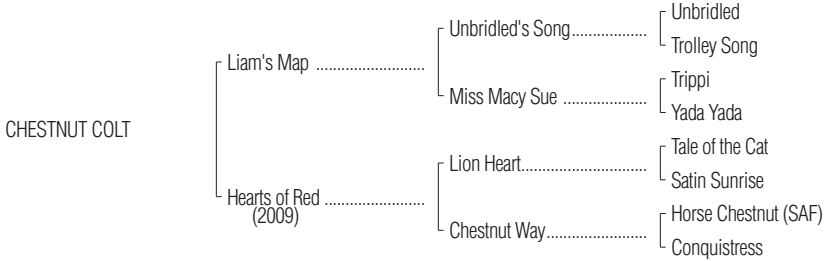 Unbridled
Unbridled's Song..................
Trolley Song
Liam's Map ..........................
Trippi
Miss Macy Sue ....................
Yada Yada
CHESTNUT COLT
Tale of the Cat
Lion Heart..............................
Satin Sunrise
Hearts of Red ........................
(2009)
Horse Chestnut (SAF)
Chestnut Way........................
Conquistress